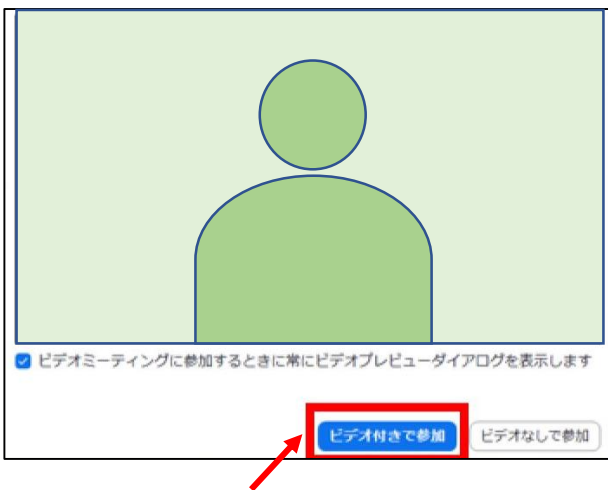 ビデオミーティングに参加するときに常にビデオプレビューダイアログを表示します
ビデオ付きで参加
ビデオなしで参加